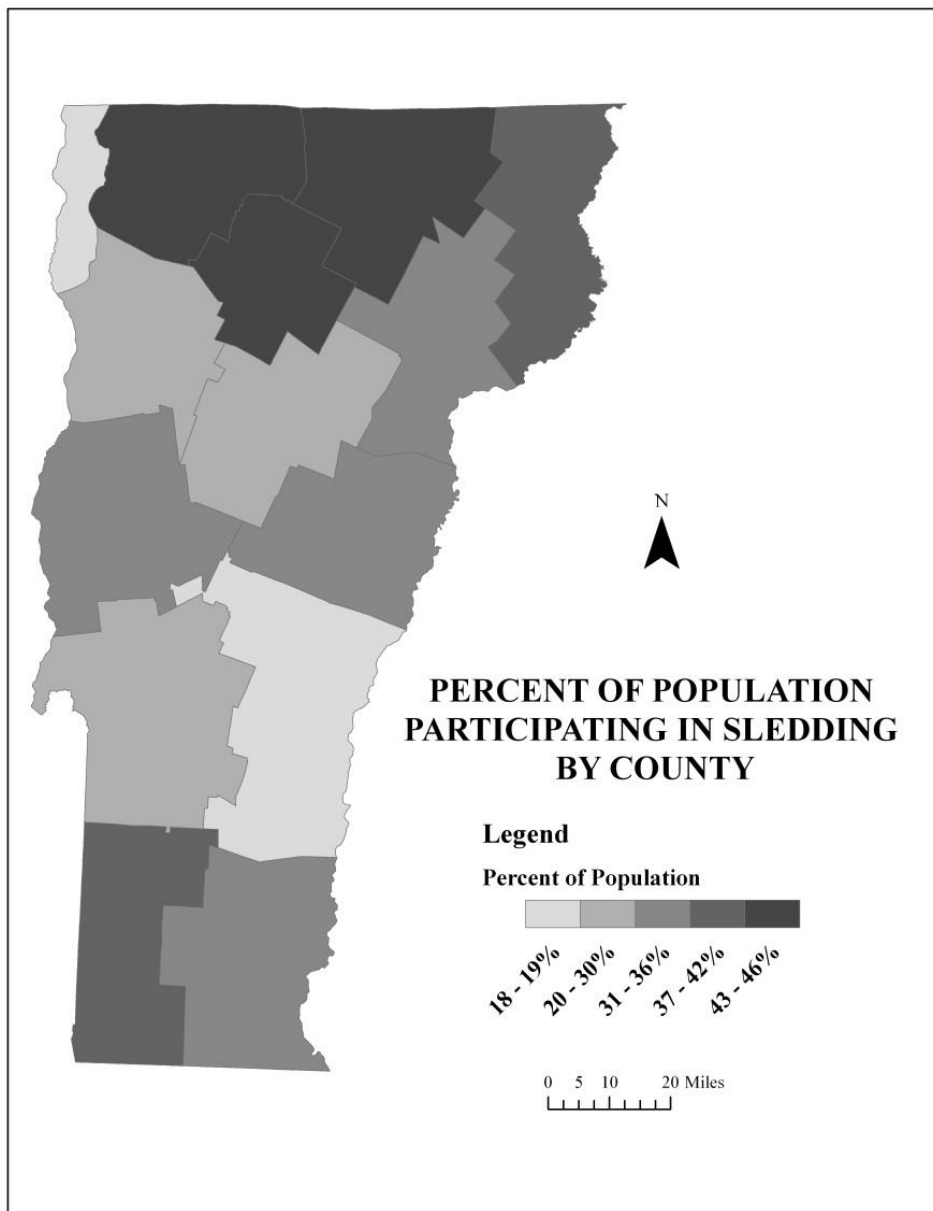 N
PERCENT OF POPULATION
PARTICIPATING IN SLEDDING
BY COUNTY
Legend
Percent of Population
18 - 19%
20 - 30%
31 - 36%
37 - 42%
43 - 46%
0 5 10 20 Miles